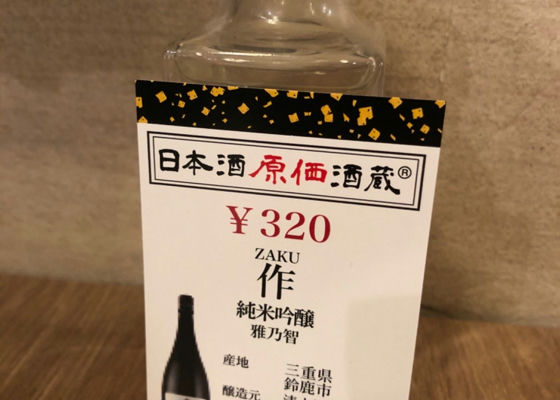 日本酒原価酒蔵®
￥320
ZAKU
作
純米吟醸
雅乃智
産地 三重県
鈴鹿市
醸造元 清